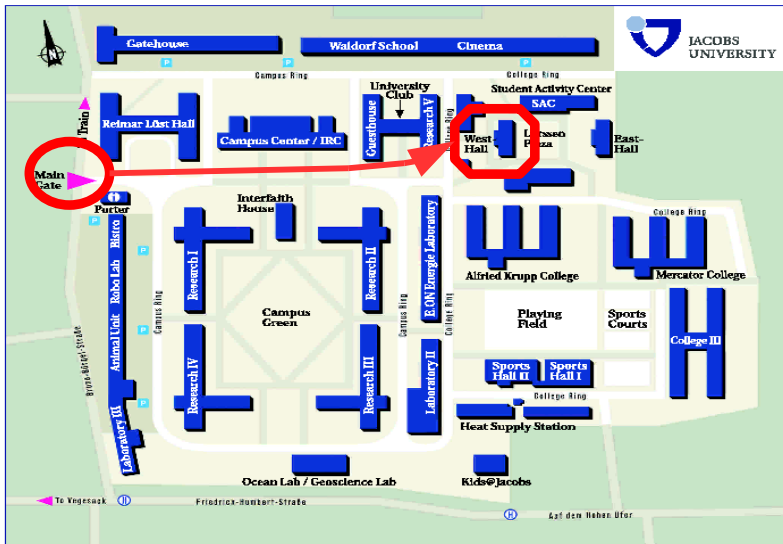 Gatehouse
Waldorf School
Cinema
JACOBS
UNIVERSITY
P
P
P
P
Campus Ring
College Ring
University
Club
Student Activity Center
SAC
Train
Reimar Lüst Hall
Campus Center / IRC
Guesthouse
Research V
College Ring
West-
Hall
Larssen
Plaza
East-
Hall
Main
Gate
i
Porter
P
Interfaith
House
College Ring
Bistro
Robo Lab
Animal Unit
Laboratory III
P
P
P
Research I
Research II
E.ON Energie Laboratory
Alfried Krupp College
Mercator College
Campus Ring
Campus
Green
Campus Ring
College Ring
Playing
Field
Sports
Courts
College III
Research IV
Research III
Laboratory II
Sports
Hall II
Sports
Hall I
College Ring
Heat Supply Station
Ocean Lab / Geoscience Lab
Kids@Jacobs
To Vegesack
H
Friedrich-Humbert-Straße
H
Auf dem Hohen Ufer